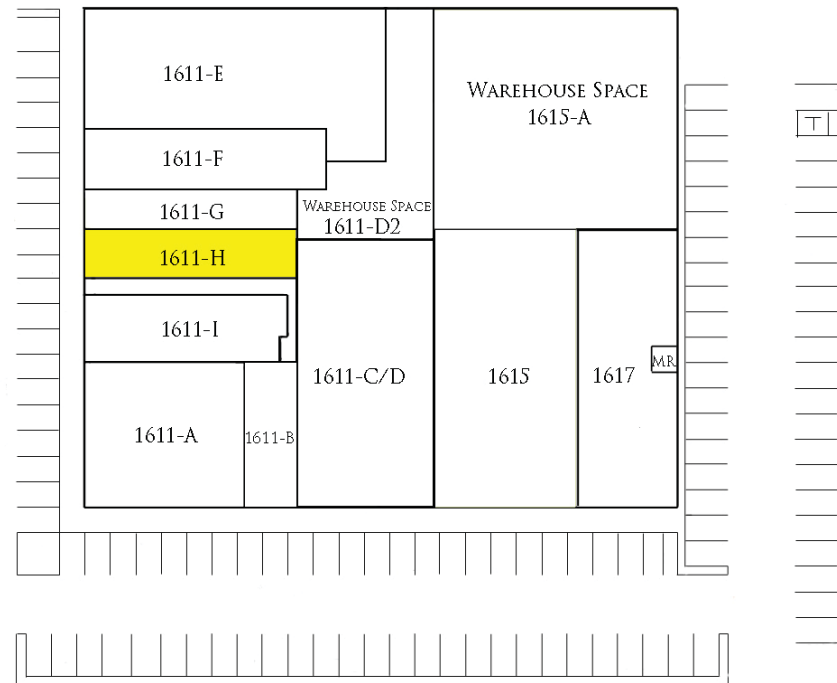 1611-E
Warehouse Space
1615-A
1611-F
1611-G
Warehouse Space
1611-D2
1611-H
1611-I
1611-C/D
1615
1617
MR
1611-A
1611-B
T